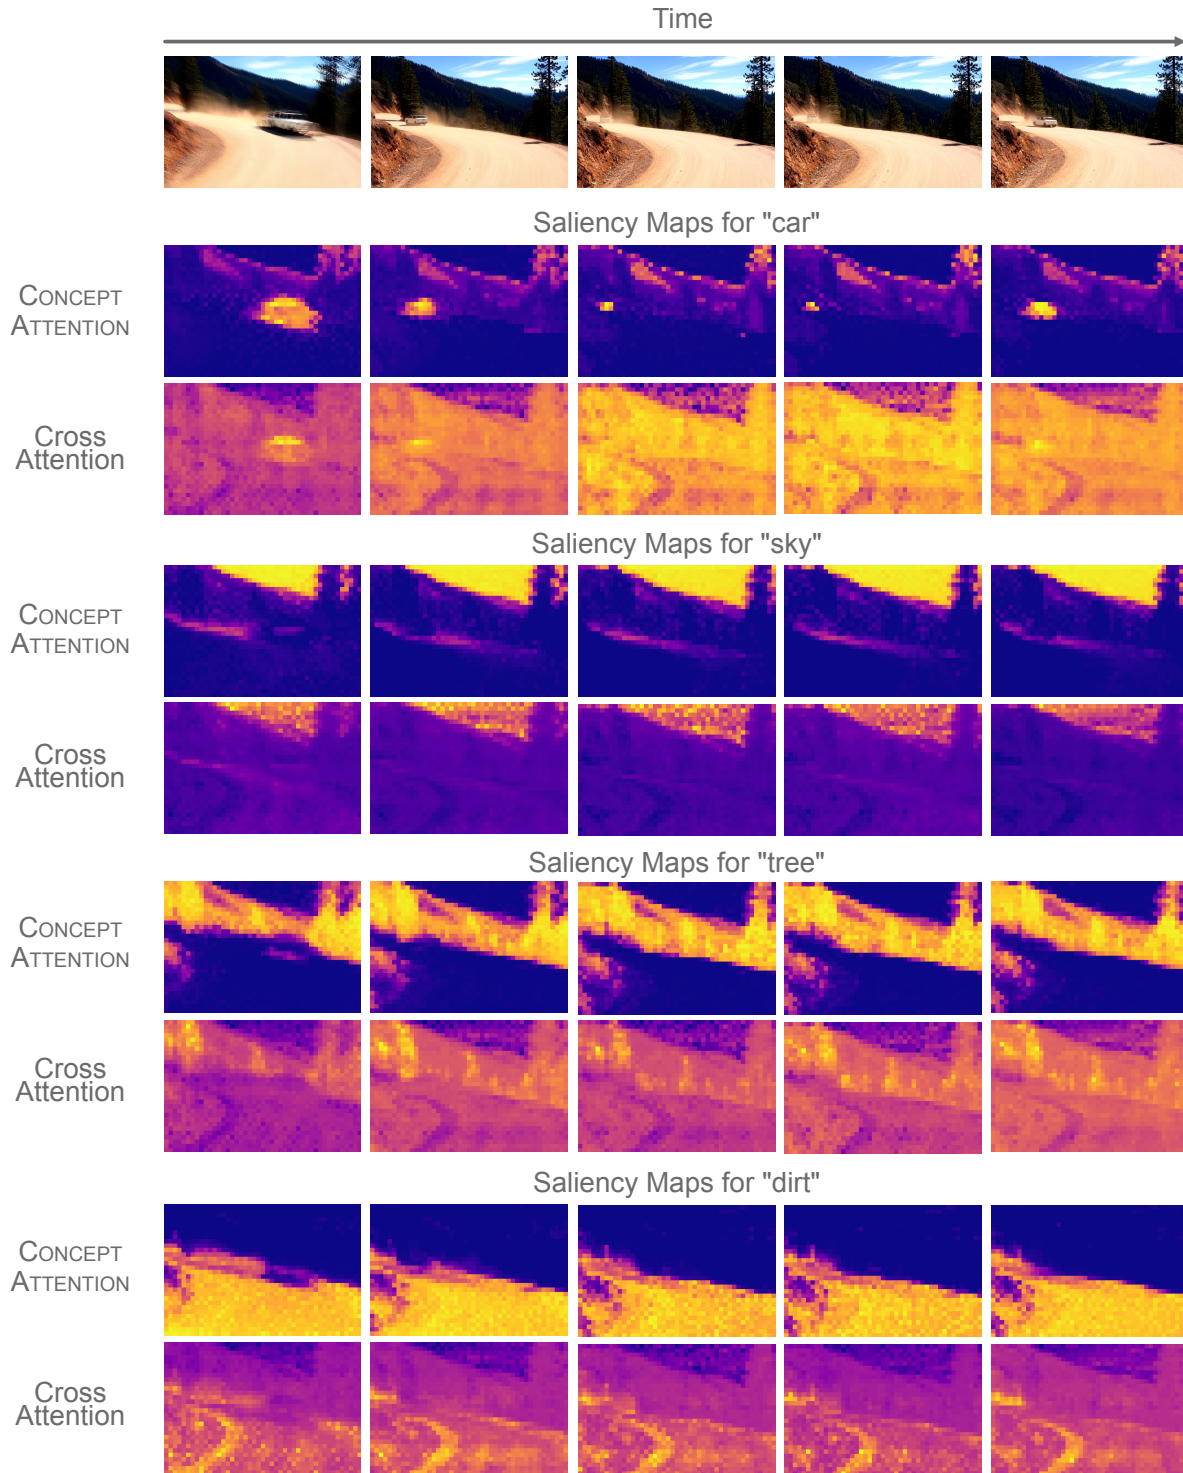 Time
Saliency Maps for "car"
CONCEPT
ATTENTION
Cross
Attention
Saliency Maps for "sky"
CONCEPT
ATTENTION
Cross
Attention
Saliency Maps for "tree"
CONCEPT
ATTENTION
Cross
Attention
Saliency Maps for "dirt"
CONCEPT
ATTENTION
Cross
Attention